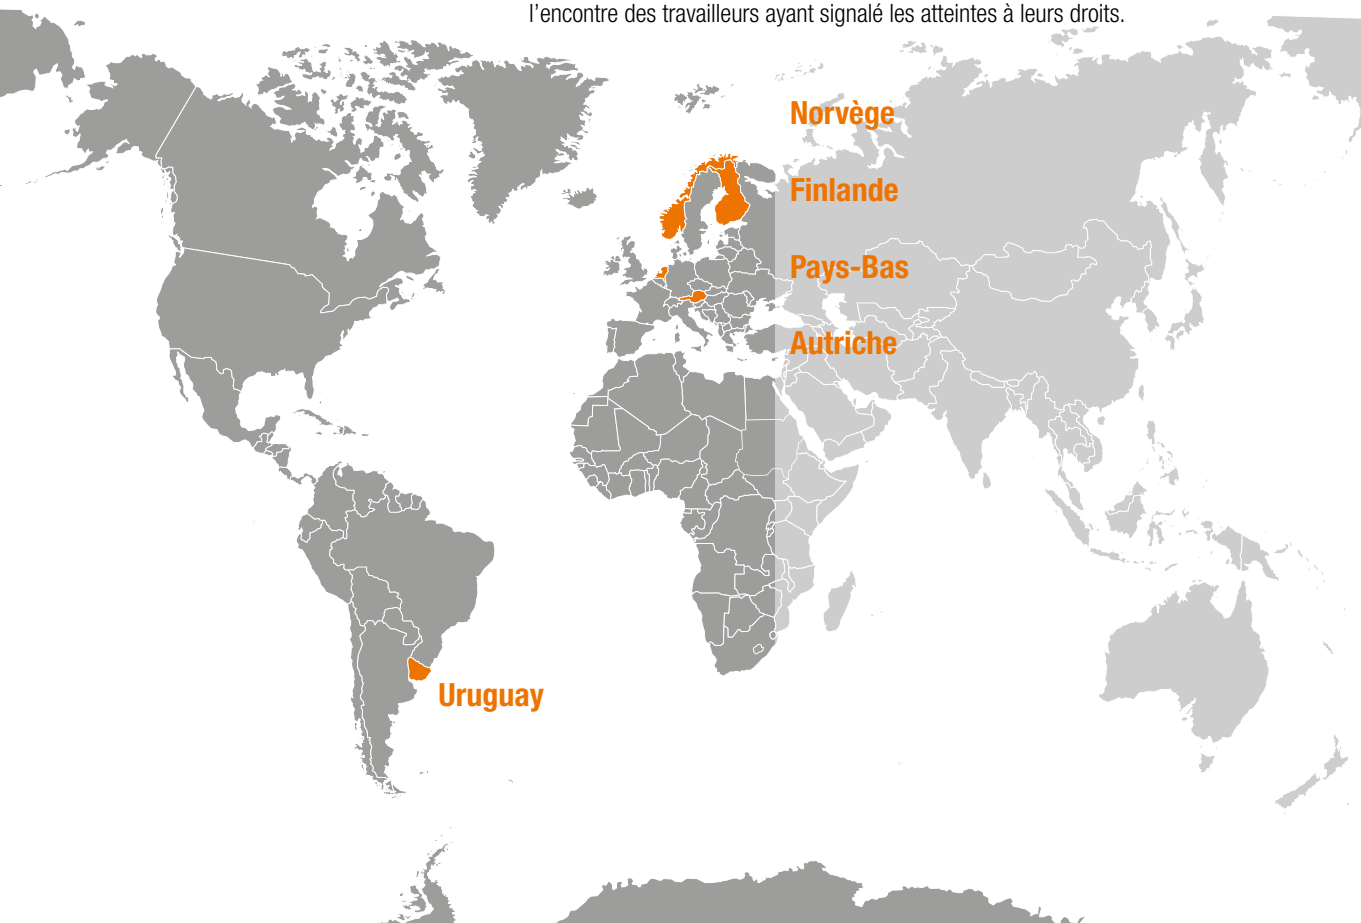 l’encontre des travailleurs ayant signalé les atteintes à leurs droits.
Norvège
Finlande
Pays-Bas
Autriche
Uruguay